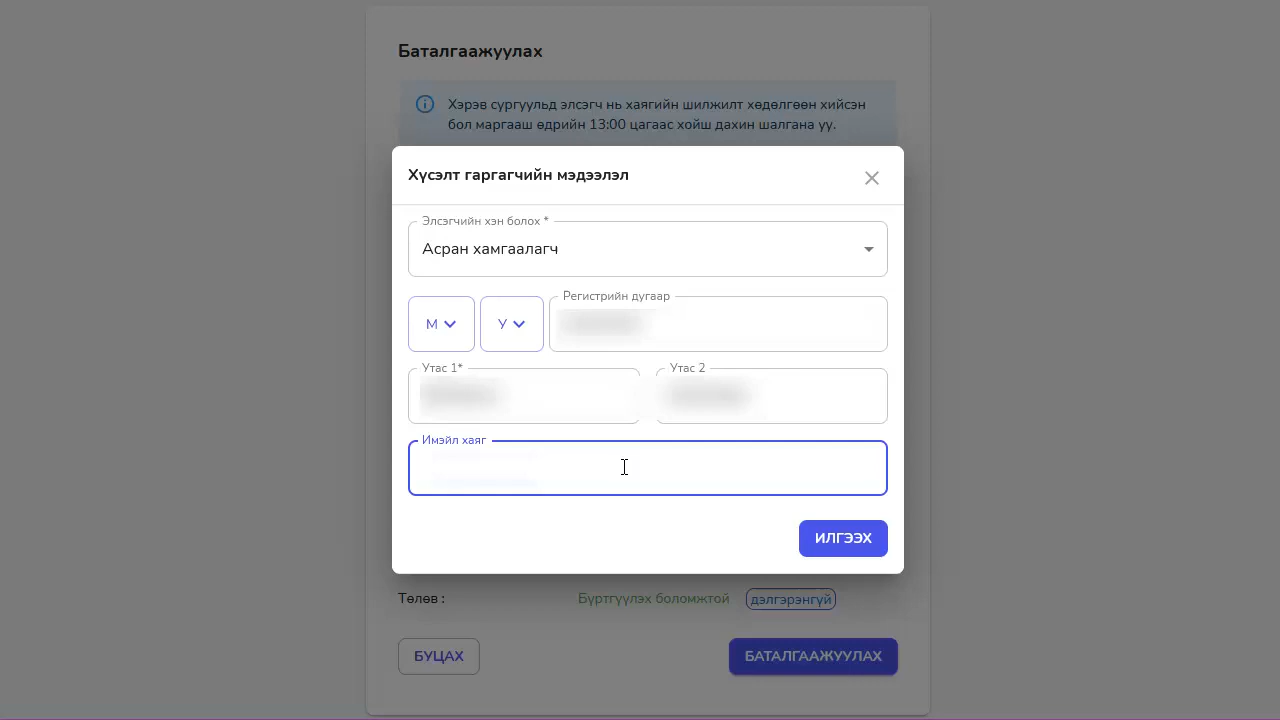 Баталгаажуулах
Хэрэв сургуульд элсэгч нь хаягийн шилжилт хөдөлгөөн хийсэн
бол маргааш өдрийн 13:00 цагаас хойш дахин шалгана уу.
Хүсэлт гаргагчийн мэдээлэл
Элсэгчийн хэн болох *
Асран хамгаалагч
Регистрийн дугаар
М
У
Утас 1*
Утас 2
Имэйл хаяг
ИЛГЭЭХ
Төлөв :
Бүртгүүлэх боломжтой
дэлгэрэнгүй
БУЦАХ
БАТАЛГААЖУУЛАХ